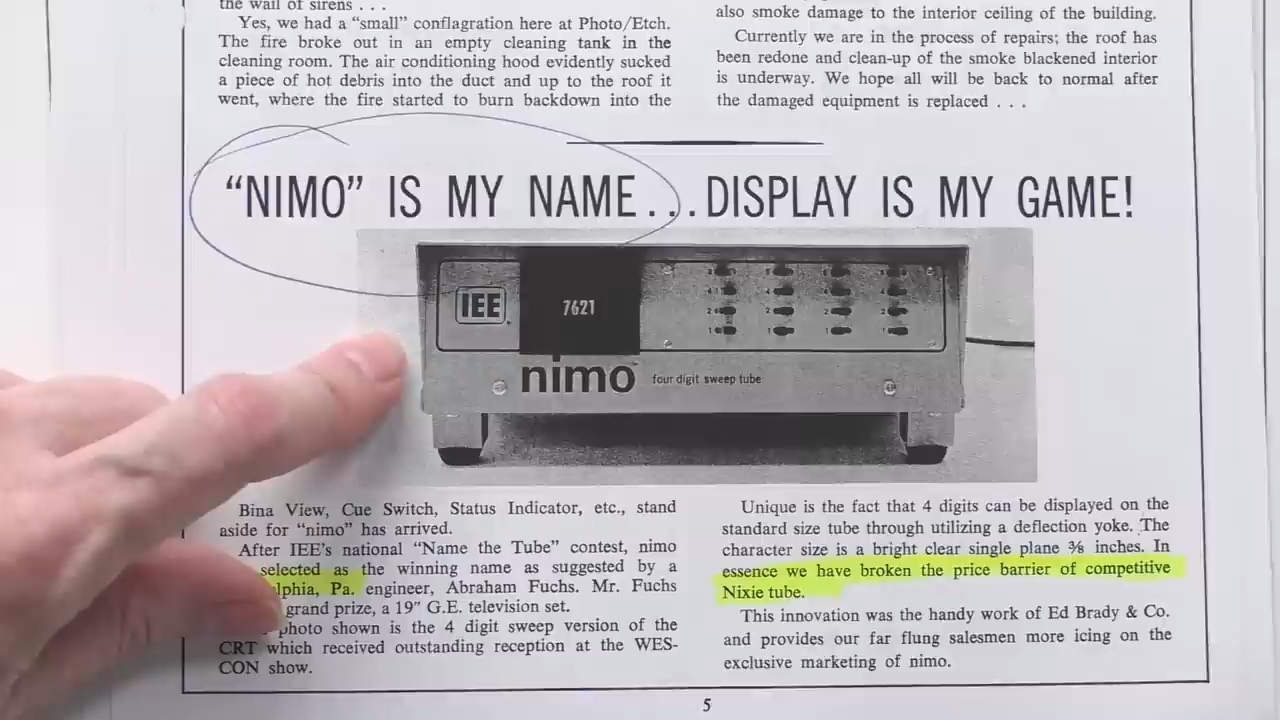 the wail of sirens . . .
Yes, we had a “small” conflagration here at Photo/Etch.
The fire broke out in an empty cleaning tank in the
cleaning room. The air conditioning hood evidently sucked
a piece of hot debris into the duct and up to the roof it
went, where the fire started to burn backdown into the
also smoke damage to the interior ceiling of the building.
Currently we are in the process of repairs; the roof has
been redone and clean-up of the smoke blackened interior
is underway. We hope all will be back to normal after
the damaged equipment is replaced . . .
“NIMO” IS MY NAME . . . DISPLAY IS MY GAME!
IEE
7621
nimo
four digit sweep tube
Bina View, Cue Switch, Status Indicator, etc., stand
aside for “nimo” has arrived.
After IEE’s national “Name the Tube” contest, nimo
selected as the winning name as suggested by a
lphia, Pa. engineer, Abraham Fuchs. Mr. Fuchs
grand prize, a 19” G.E. television set.
photo shown is the 4 digit sweep version of the
CRT which received outstanding reception at the WES-
CON show.
Unique is the fact that 4 digits can be displayed on the
standard size tube through utilizing a deflection yoke. The
character size is a bright clear single plane ⅜ inches. In
essence we have broken the price barrier of competitive
Nixie tube.
This innovation was the handy work of Ed Brady & Co.
and provides our far flung salesmen more icing on the
exclusive marketing of nimo.
5